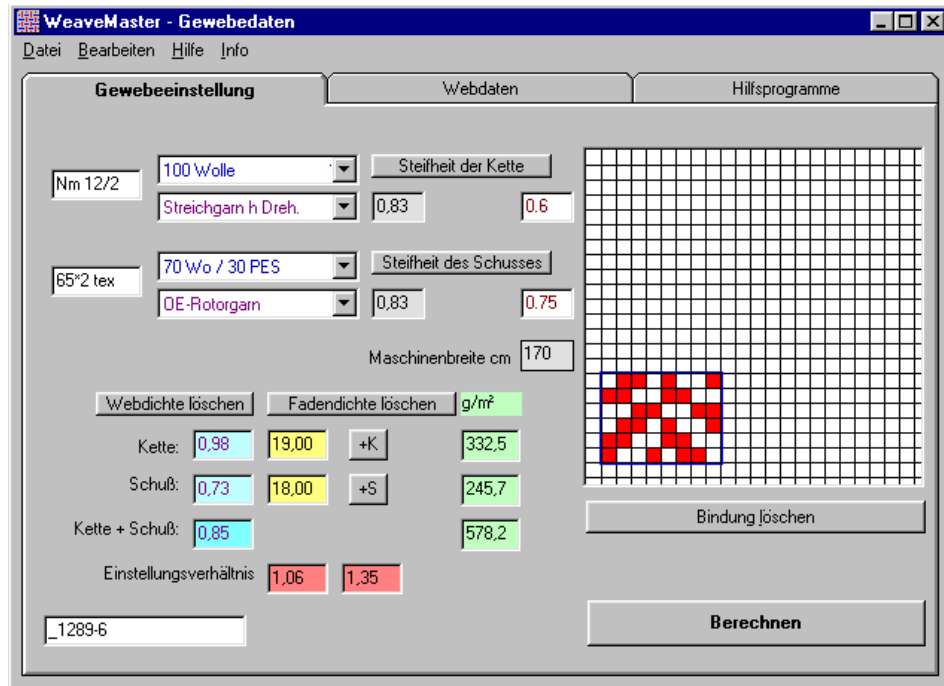 WeaveMaster - Gewebedaten
Datei Bearbeiten Hilfe Info
Gewebeeinstellung Webdaten Hilfsprogramme
Nm 12/2
100 Wolle
Steifheit der Kette
Streichgarn h Dreh.
0,83
0.6
65*2 tex
70 Wo / 30 PES
Steifheit des Schusses
OE-Rotorgarn
0,83
0.75
Maschinenbreite cm 170
Webdichte löschen Fadendichte löschen g/m²
Kette: 0,98 19,00 +K 332,5
Schuß: 0,73 18,00 +S 245,7
Kette + Schuß: 0,85 578,2
Einstellungsverhältnis 1,06 1,35
_1289-6
Bindung löschen
Berechnen